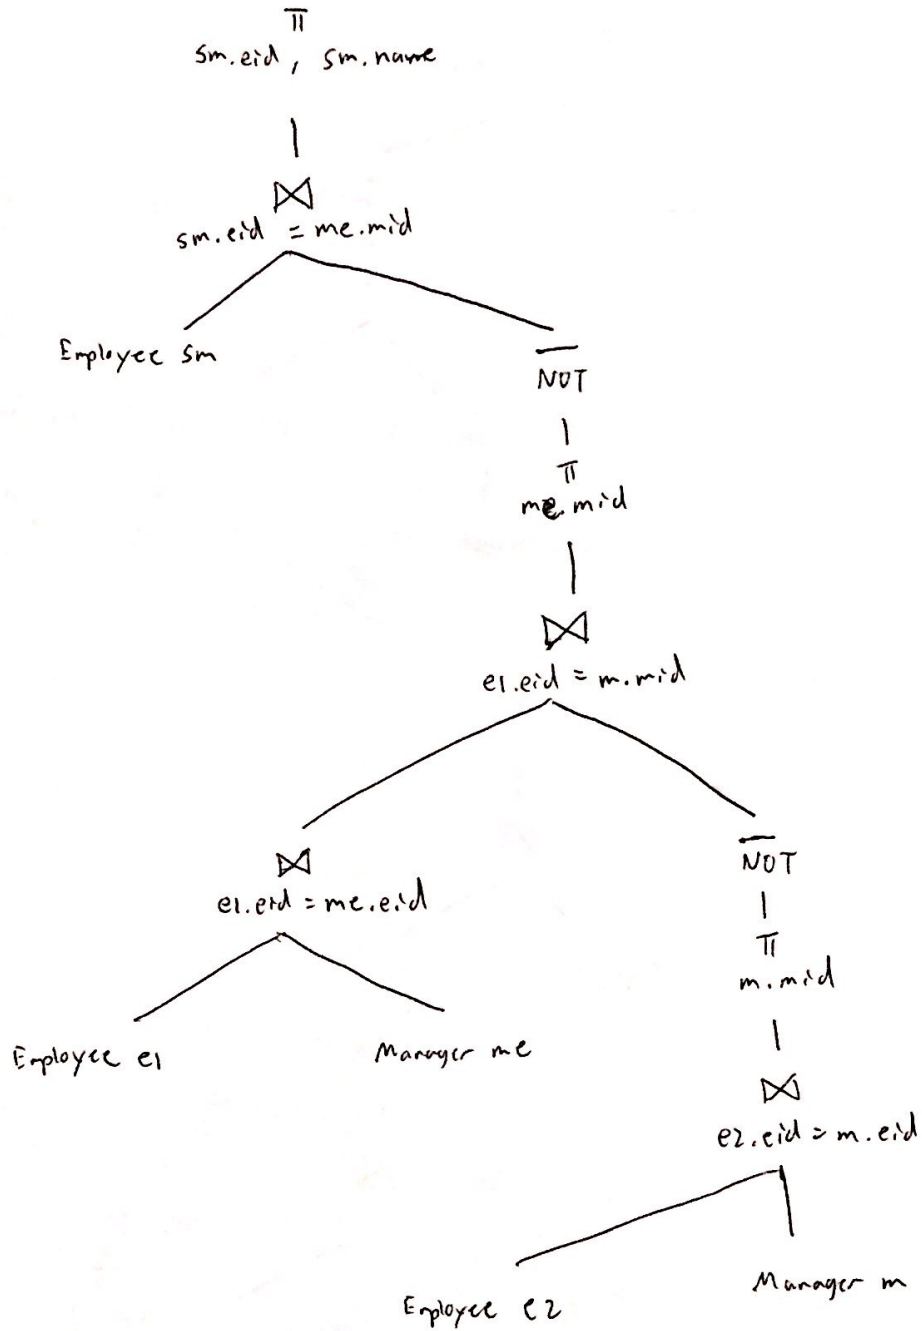 π
sm.eid, sm.name
⋈
sm.eid = me.mid
Employee sm
NOT
π
me.mid
⋈
e1.eid = m.mid
⋈
e1.eid = me.eid
NOT
π
m.mid
Employee e1
Manager me
⋈
e2.eid = m.eid
Employee e2
Manager m